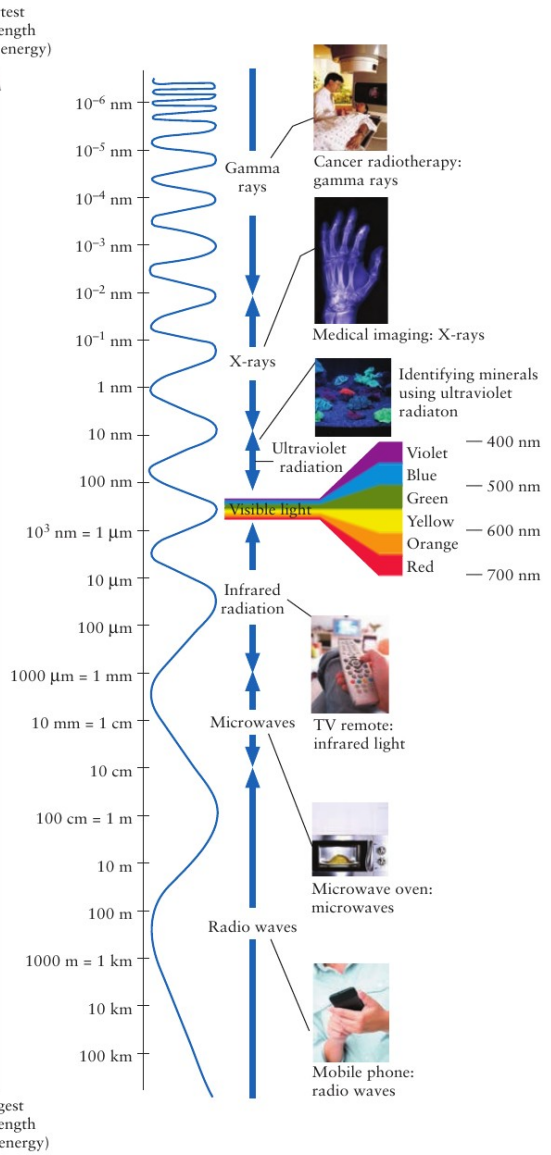 rtest
ength
energy)
10⁻⁶ nm
10⁻⁵ nm
10⁻⁴ nm
10⁻³ nm
10⁻² nm
10⁻¹ nm
1 nm
10 nm
100 nm
10³ nm = 1 μm
10 μm
100 μm
1000 μm = 1 mm
10 mm = 1 cm
10 cm
100 cm = 1 m
10 m
100 m
1000 m = 1 km
10 km
100 km
gest
ength
energy)
Gamma
rays
X-rays
Ultraviolet
radiation
Visible light
Infrared
radiation
Microwaves
Radio waves
Cancer radiotherapy:
gamma rays
Medical imaging: X-rays
Identifying minerals
using ultraviolet
radiaton
Violet
Blue
Green
Yellow
Orange
Red
400 nm
500 nm
600 nm
700 nm
TV remote:
infrared light
Microwave oven:
microwaves
Mobile phone:
radio waves